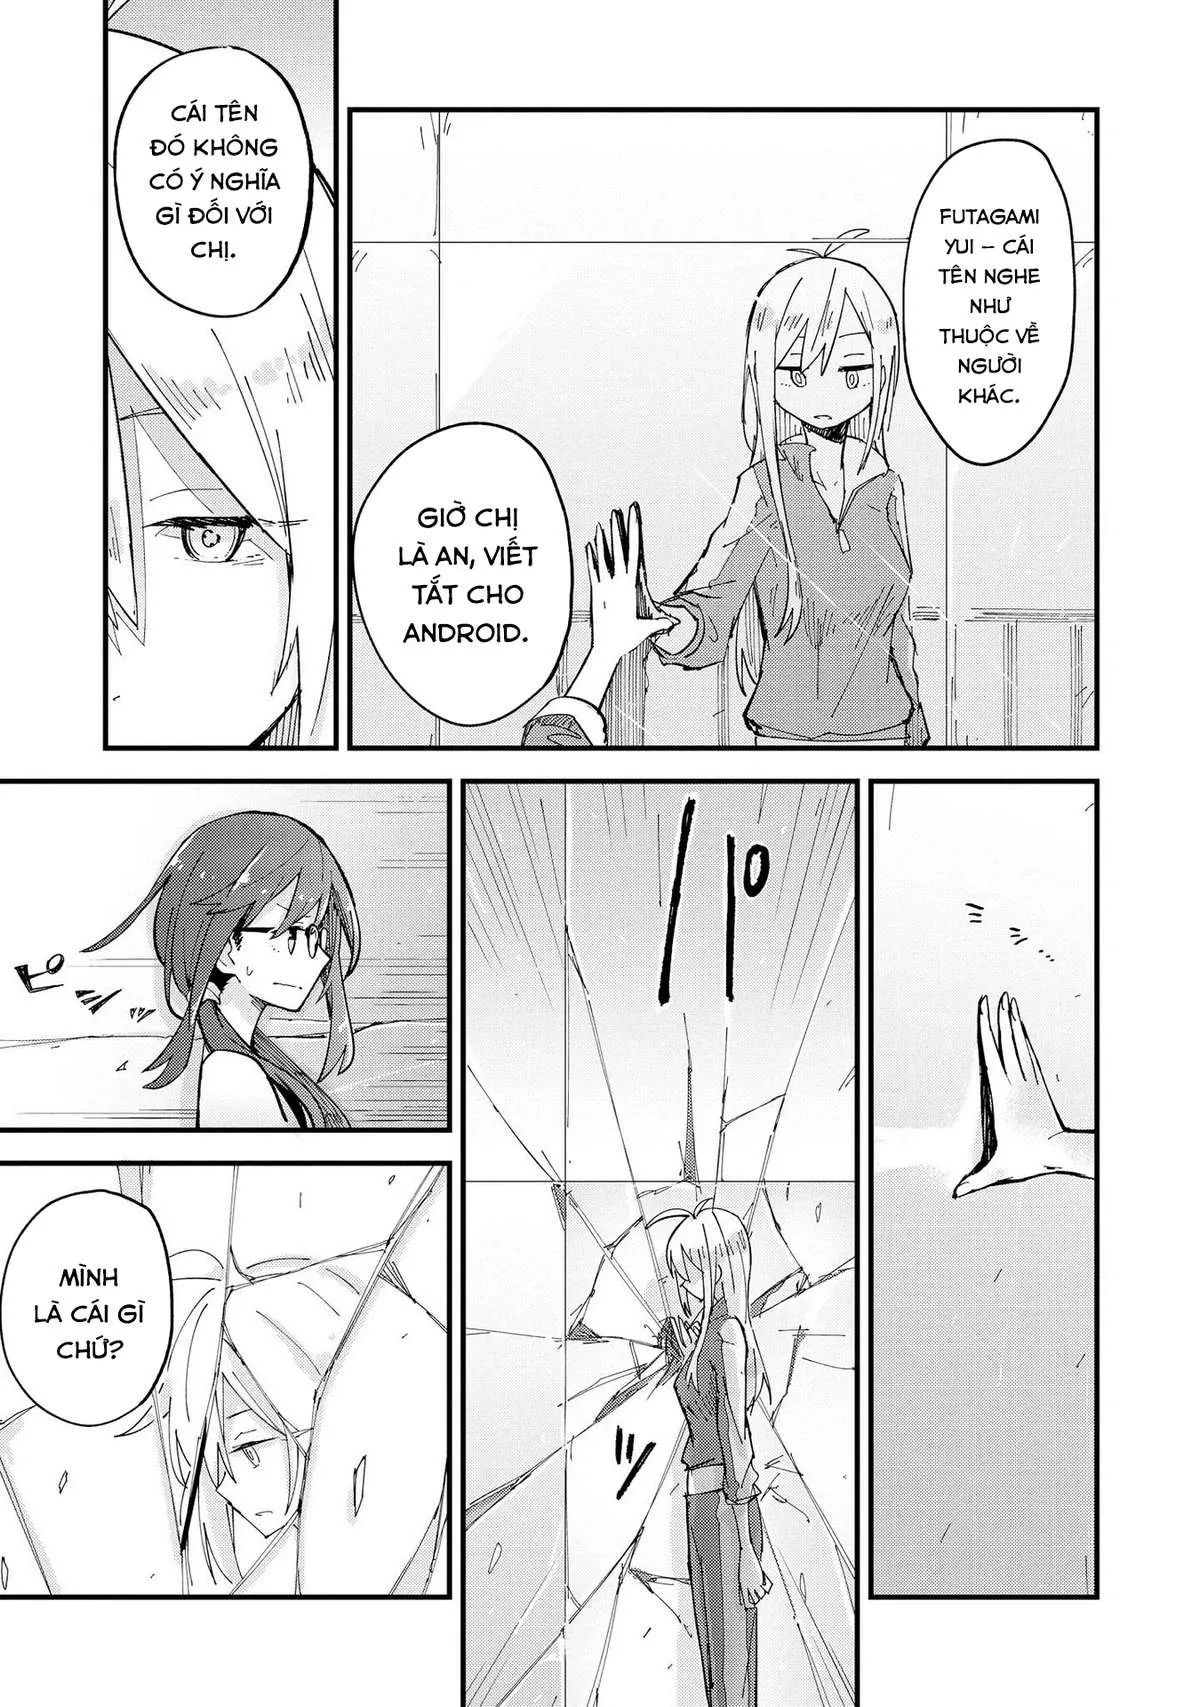 FUTAGAMI
YUI – CÁI
TÊN NGHE
NHƯ
THUỘC VỀ
NGƯỜI
KHÁC.
GIỜ CHỊ
LÀ AN, VIẾT
TẮT CHO
ANDROID.
CÁI TÊN
ĐÓ KHÔNG
CÓ Ý NGHĨA
GÌ ĐỐI VỚI
CHỊ.
MÌNH
LÀ CÁI GÌ
CHỨ?